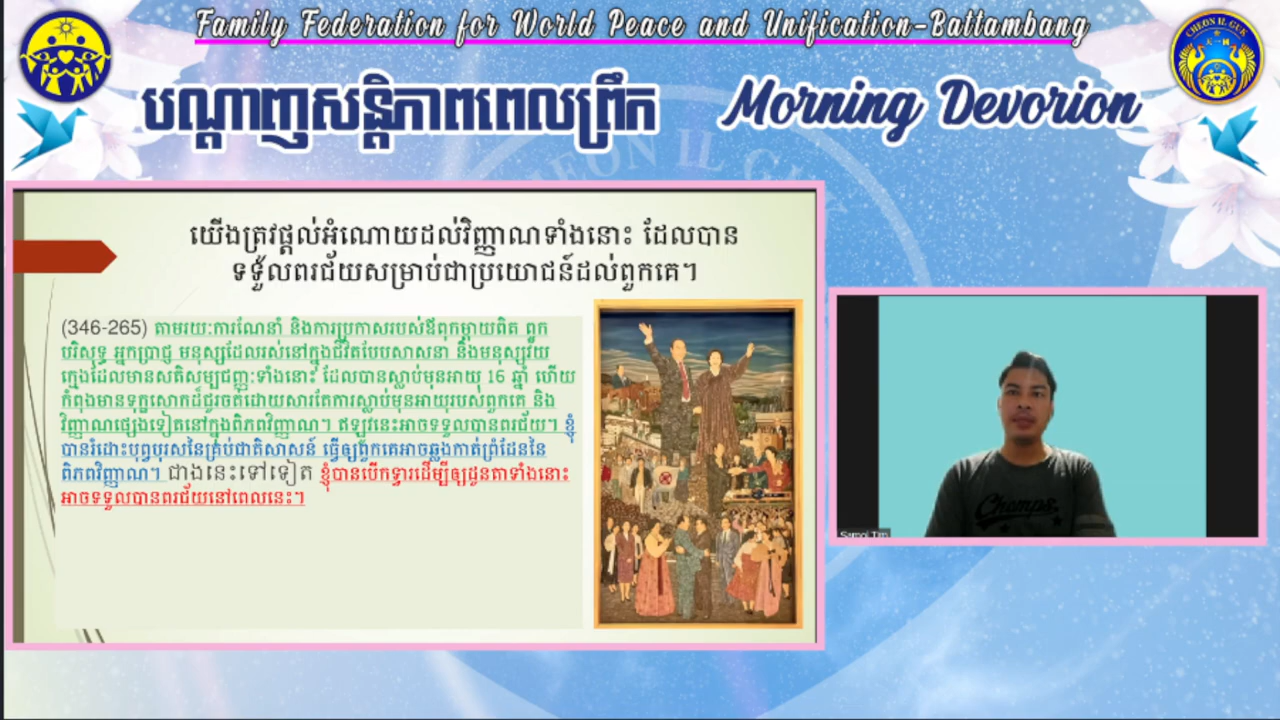 Family Federation for World Peace and Unification-Battambang
CHEON IL GUK
បណ្ដាញសន្តិភាពពេលព្រឹក
Morning Devorion
CHEON IL GUK
យើងត្រូវផ្ដល់អំណោយដល់វិញ្ញាណទាំងនោះ ដែលបាន
ទទួលពរជ័យសម្រាប់ជាប្រយោជន៍ដល់ពួកគេ។
(346-265) តាមរយៈការណែនាំ និងការប្រកាសរបស់ឪពុកម្ដាយពិត ពួក
បរិសុទ្ធ អ្នកប្រាជ្ញ មនុស្សដែលរស់នៅក្នុងជីវិតបែបសាសនា និងមនុស្សវ័យ
ក្មេងដែលមានសតិសម្បជញ្ញៈទាំងនោះ ដែលបានស្លាប់មុនអាយុ 16 ឆ្នាំ ហើយ
កំពុងមានទុក្ខសោកដ៏ជូរចត់ដោយសារតែការស្លាប់មុនអាយុរបស់ពួកគេ និង
វិញ្ញាណផ្សេងទៀតនៅក្នុងពិភពវិញ្ញាណ។ ឥឡូវនេះអាចទទួលបានពរជ័យ។ ខ្ញុំ
បានរំដោះបុព្វបុរសនៃគ្រប់ជាតិសាសន៍ ធ្វើឲ្យពួកគេអាចឆ្លងកាត់ព្រំដែននៃ
ពិភពវិញ្ញាណ។ ជាងនេះទៅទៀត ខ្ញុំបានបើកទ្វារដើម្បីឲ្យដូនតាទាំងនោះ
អាចទទួលបានពរជ័យនៅពេលនេះ។
Champs
Samoi Tim